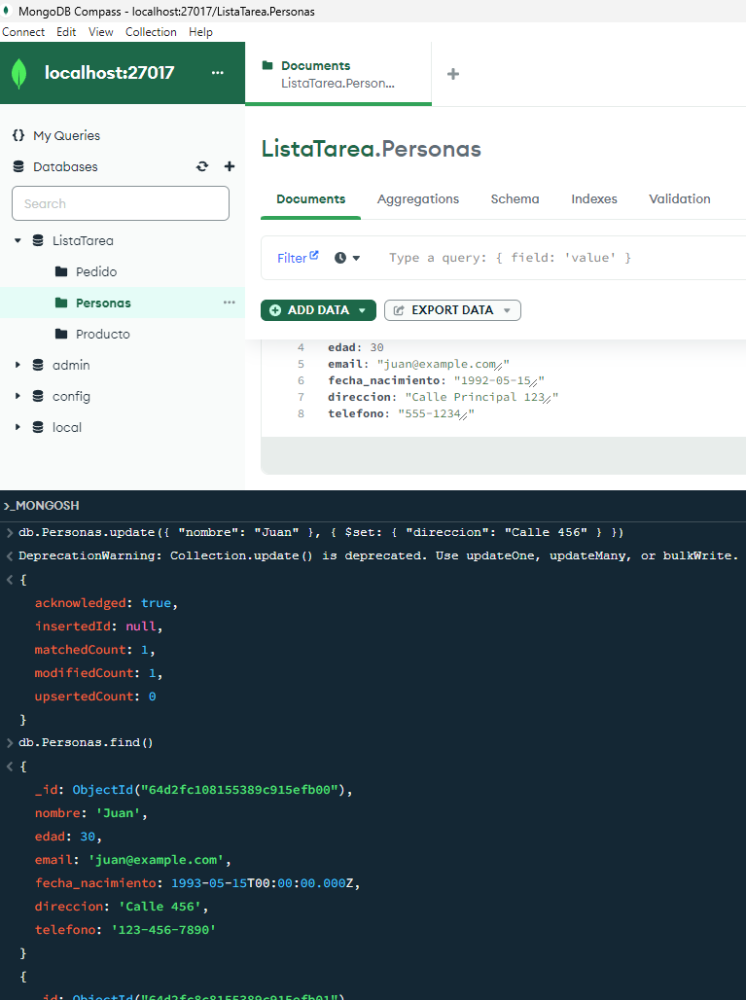 MongoDB Compass - localhost:27017/ListaTarea.Personas
Connect Edit View Collection Help
localhost:27017 ...
Documents
ListaTarea.Person...
My Queries
Databases
Search
ListaTarea
Pedido
Personas ...
Producto
admin
config
local
ListaTarea.Personas
Documents Aggregations Schema Indexes Validation
Filter Type a query: { field: 'value' }
ADD DATA EXPORT DATA
4 edad: 30
5 email: "juan@example.com/"
6 fecha_nacimiento: "1992-05-15/"
7 direccion: "Calle Principal 123/"
8 telefono: "555-1234/"
>_MONGOSH
> db.Personas.update({ "nombre": "Juan" }, { $set: { "direccion": "Calle 456" } })
< DeprecationWarning: Collection.update() is deprecated. Use updateOne, updateMany, or bulkWrite.
< {
acknowledged: true,
insertedId: null,
matchedCount: 1,
modifiedCount: 1,
upsertedCount: 0
}
> db.Personas.find()
< {
_id: ObjectId("64d2fc108155389c915efb00"),
nombre: 'Juan',
edad: 30,
email: 'juan@example.com',
fecha_nacimiento: 1993-05-15T00:00:00.000Z,
direccion: 'Calle 456',
telefono: '123-456-7890'
}
{
_id: ObjectId("64d2fc8c8155389c915efb01"),